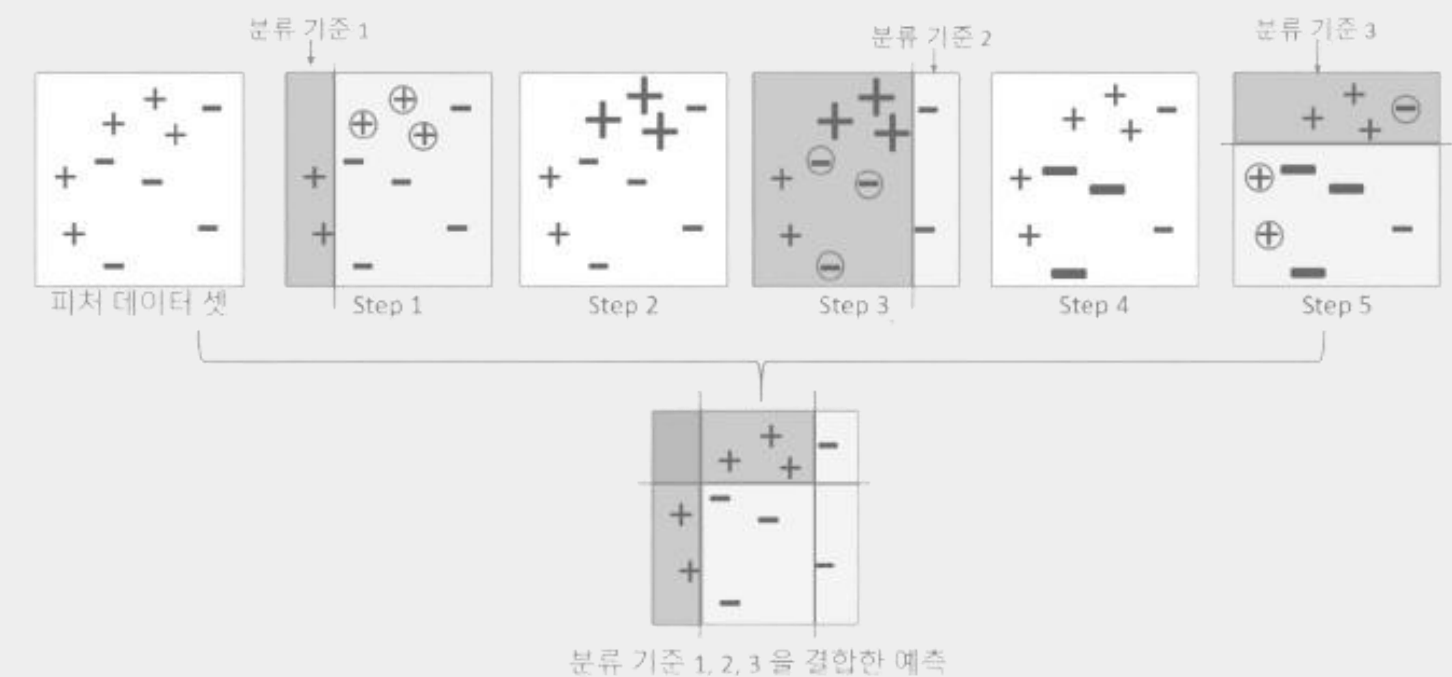 분류 기준 1
분류 기준 2
분류 기준 3
피처 데이터 셋
Step 1
Step 2
Step 3
Step 4
Step 5
분류 기준 1, 2, 3 을 결합한 예측